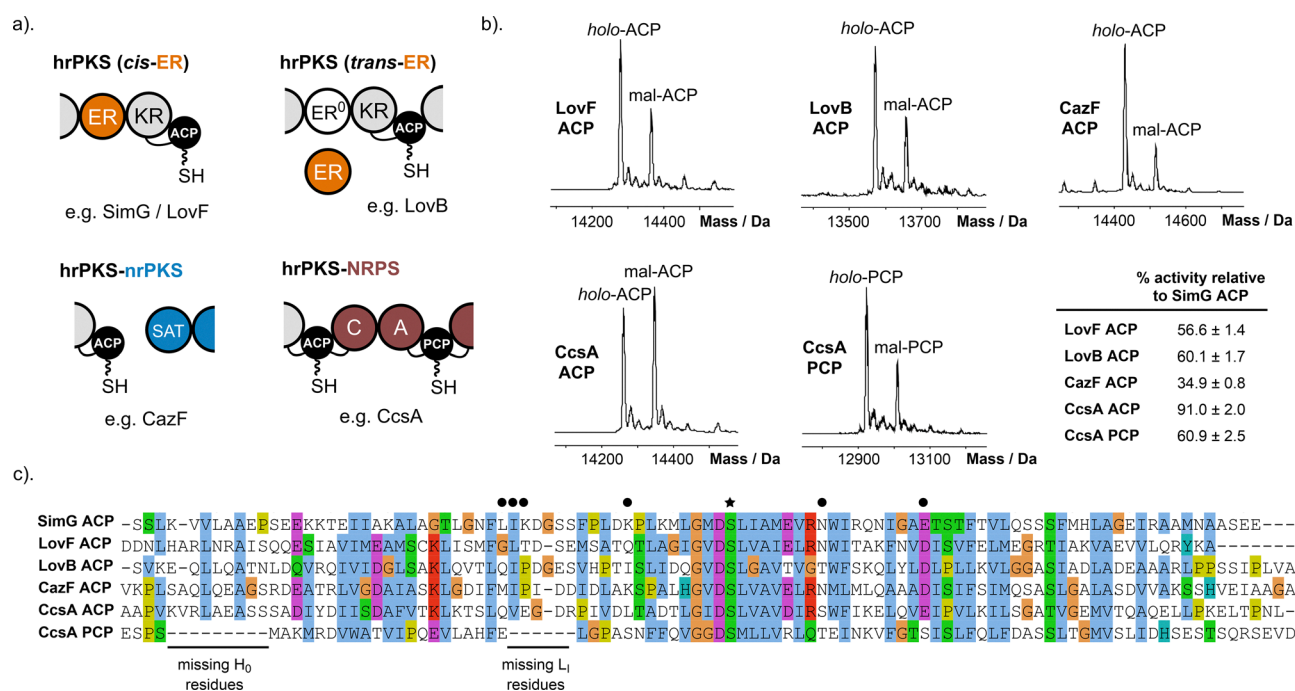 a).
hrPKS (cis-ER)
ER
KR
ACP
SH
e.g. SimG / LovF
hrPKS (trans-ER)
ER⁰
KR
ACP
ER
SH
e.g. LovB
hrPKS-nrPKS
ACP
SAT
SH
e.g. CazF
hrPKS-NRPS
ACP
C
A
PCP
SH
SH
e.g. CcsA
b).
holo-ACP
mal-ACP
LovF
ACP
14200 14400 Mass / Da
holo-ACP
mal-ACP
LovB
ACP
13500 13700 Mass / Da
holo-ACP
mal-ACP
CazF
ACP
14400 14600 Mass / Da
holo-ACP
mal-ACP
CcsA
ACP
14200 14400 Mass / Da
holo-PCP
mal-PCP
CcsA
PCP
12900 13100 Mass / Da
% activity relative
to SimG ACP
LovF ACP 56.6 ± 1.4
LovB ACP 60.1 ± 1.7
CazF ACP 34.9 ± 0.8
CcsA ACP 91.0 ± 2.0
CcsA PCP 60.9 ± 2.5
c).
SimG ACP -SSLK-VVLAAEPSEEKKTEIIAKALAGTLGNFLIKDGSSFPLDKPLKMLGMDSLIAMEVRNWIRQNIGAETSTFTVLQSSSFMHLAGEIRAAMNAASEE---
LovF ACP DDNLHARLNRAISQQESIAVIMEAMSCKLISMFGLTD-SEMSATQTLAGIGVDSLVAIELRNWITAKFNVDISVFELMEGRTIAKVAEVVLQRYKA-------
LovB ACP -SVKE-QLLQATNLDQVRQIVIDGLSAKLQVTLQIPDGESVHPTISLIDQGVDSLGAVTVGTWFSKQLYLDLPLLKVLGGASIADLADEAAARLPPSSIPLVA
CazF ACP VKPLSAQLQEAGSRDEATRLVGDAIASKLGDIFMIP-DDIDLAKSPALHGVDSLVAVELRNMLMLQAAADISIFSIMQSASLGALASDVVAKSSHVEIAAGA
CcsA ACP AAPVKVRLAEASSSADIYDIISDAFVTKLKTSLQVEG-DRPIVDLTADTLGIDSLVAVDIRSWFIKELQVEIPVLKILSGATVGEMVTQAQELLPKELTPNL-
CcsA PCP ESPS----------MAKMRDVWATVIPQEVLAHFE------LGPASNFFQVGGDSMLLVRLQTEINKVFGTSISLFQLFDASSLTGMVSLIDHSESTSQRSEVD
missing H₀
residues
missing Lᵢ
residues